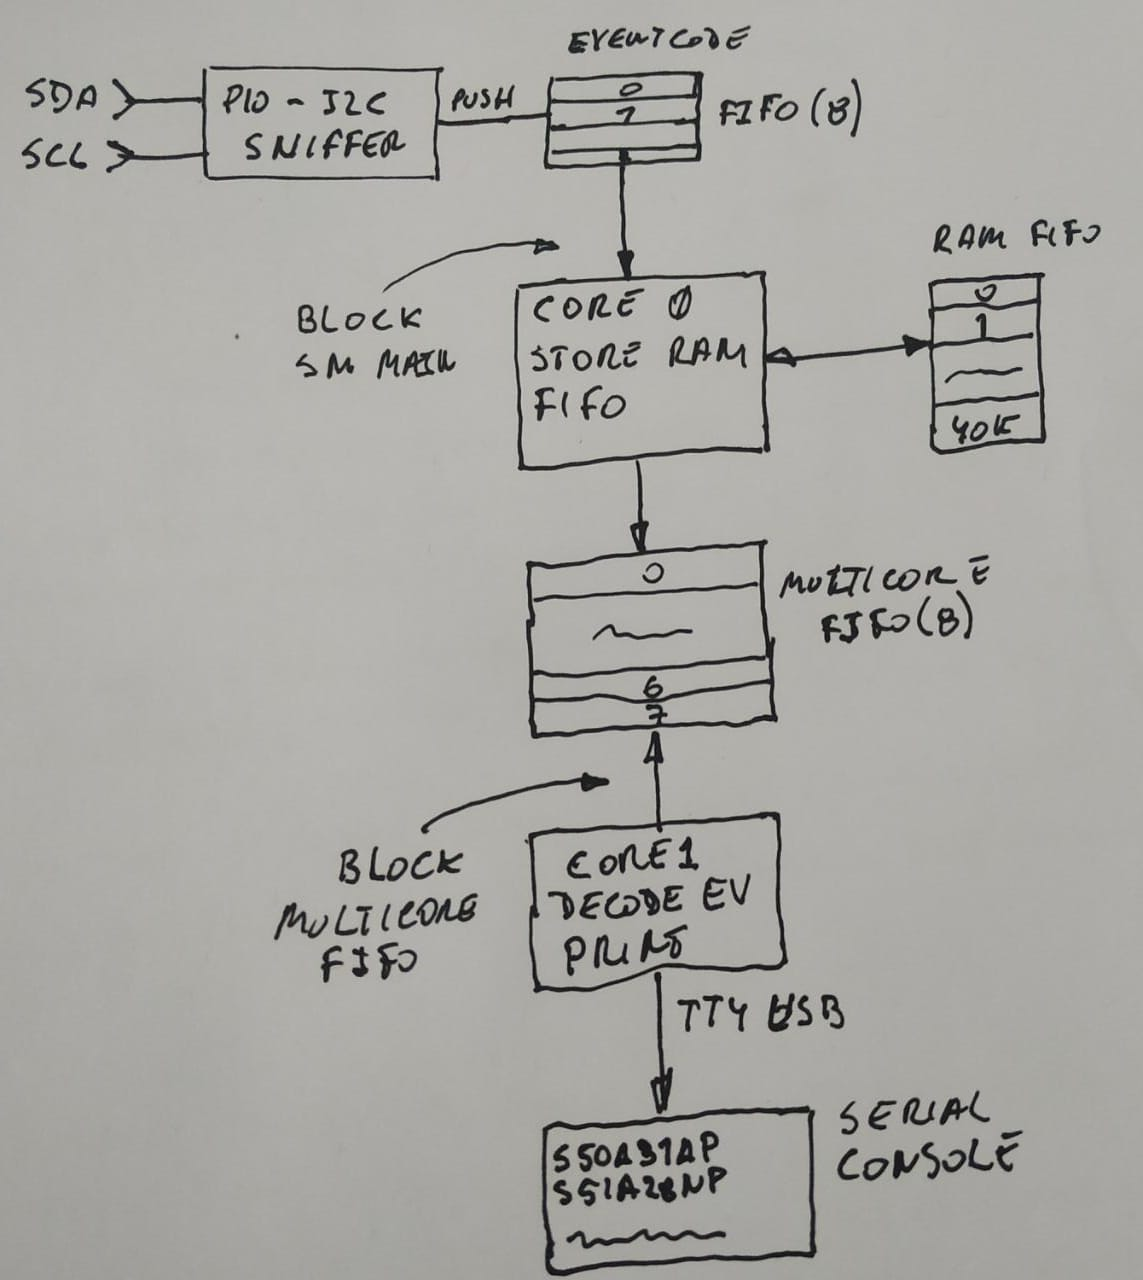 EVENTCODE
SDA
SCL
PIO - I2C
SNIFFER
PUSH
0
1
FIFO (8)
BLOCK
SM MAIN
CORE 0
STORE RAM
FIFO
RAM FIFO
0
1
40K
0
6
7
MULTICORE
FIFO(8)
BLOCK
MULTICORE
FIFO
CORE1
DECODE EV
PRINT
TTY USB
S50A31AP
S51A28NP
SERIAL
CONSOLE